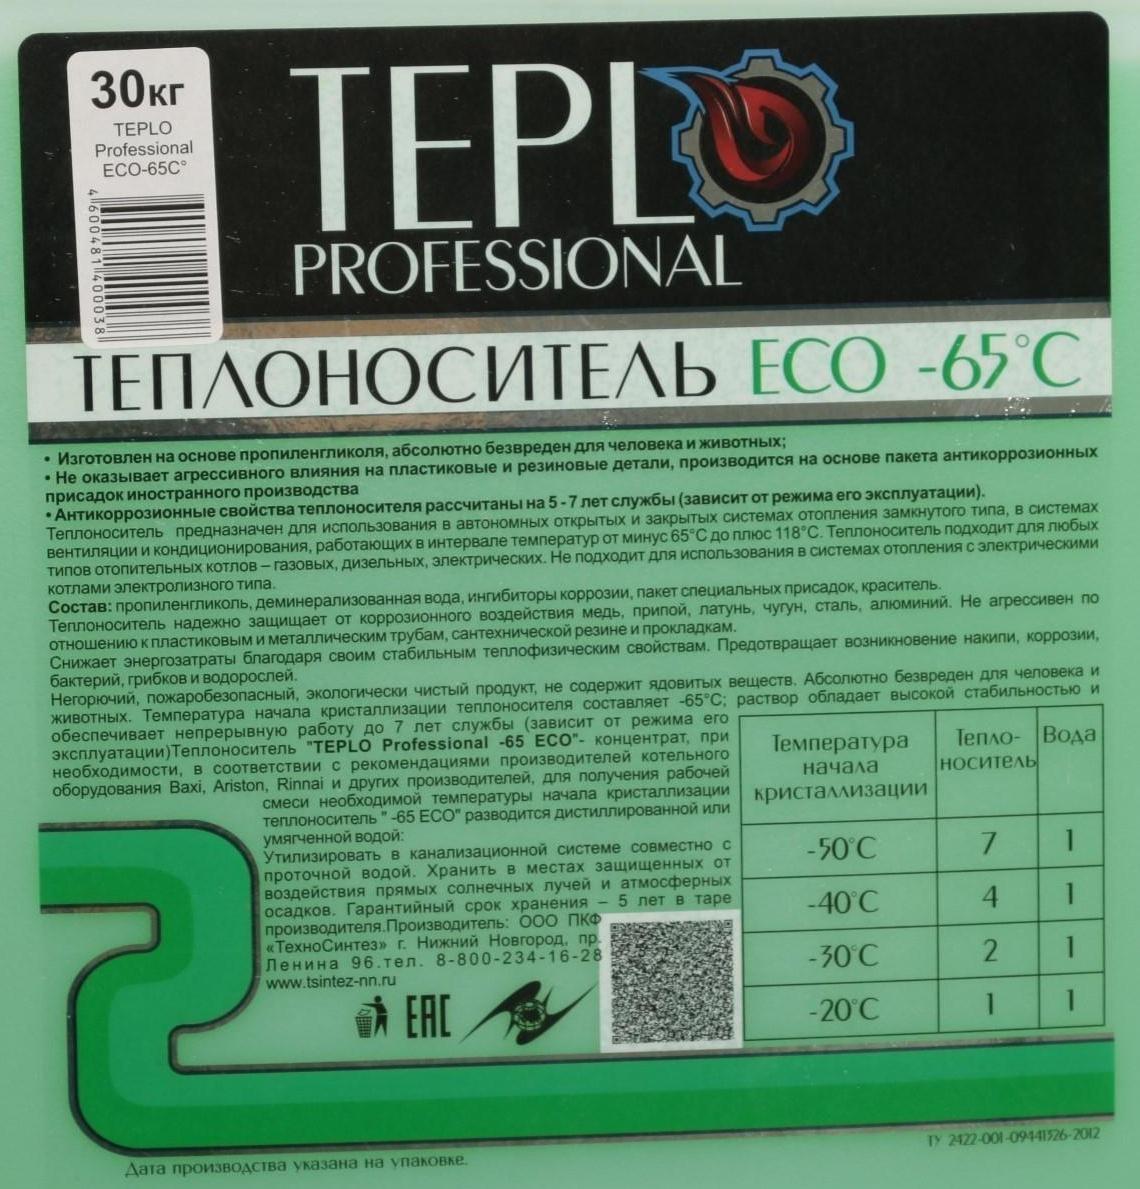 30кг
TEPLO
Professional
ECO-65C°
4600481400038
TEPLO
PROFESSIONAL
ТЕПЛОНОСИТЕЛЬ ECO -65°C
• Изготовлен на основе пропиленгликоля, абсолютно безвреден для человека и животных;
• Не оказывает агрессивного влияния на пластиковые и резиновые детали, производится на основе пакета антикоррозионных
присадок иностранного производства
• Антикоррозионные свойства теплоносителя рассчитаны на 5 - 7 лет службы (зависит от режима его эксплуатации).
Теплоноситель предназначен для использования в автономных открытых и закрытых системах отопления замкнутого типа, в системах
вентиляции и кондиционирования, работающих в интервале температур от минус 65°C до плюс 118°C. Теплоноситель подходит для любых
типов отопительных котлов – газовых, дизельных, электрических. Не подходит для использования в системах отопления с электрическими
котлами электролизного типа.
Состав: пропиленгликоль, деминерализованная вода, ингибиторы коррозии, пакет специальных присадок, краситель.
Теплоноситель надежно защищает от коррозионного воздействия медь, припой, латунь, чугун, сталь, алюминий. Не агрессивен по
отношению к пластиковым и металлическим трубам, сантехнической резине и прокладкам.
Снижает энергозатраты благодаря своим стабильным теплофизическим свойствам. Предотвращает возникновение накипи, коррозии,
бактерий, грибков и водорослей.
Негорючий, пожаробезопасный, экологически чистый продукт, не содержит ядовитых веществ. Абсолютно безвреден для человека и
животных. Температура начала кристаллизации теплоносителя составляет -65°C; раствор обладает высокой стабильностью и
обеспечивает непрерывную работу до 7 лет службы (зависит от режима его
эксплуатации)Теплоноситель "TEPLO Professional -65 ECO"- концентрат, при
необходимости, в соответствии с рекомендациями производителей котельного
оборудования Baxi, Ariston, Rinnai и других производителей, для получения рабочей
смеси необходимой температуры начала кристаллизации
теплоноситель " -65 ECO" разводится дистиллированной или
умягченной водой:
Утилизировать в канализационной системе совместно с
проточной водой. Хранить в местах защищенных от
воздействия прямых солнечных лучей и атмосферных
осадков. Гарантийный срок хранения – 5 лет в таре
производителя.Производитель: ООО ПКФ
«ТехноСинтез» г. Нижний Новгород, пр.
Ленина 96.тел. 8-800-234-16-28
www.tsintez-nn.ru
EAC
Температура начала кристаллизации Тепло-носитель Вода
-50°C 7 1
-40°C 4 1
-30°C 2 1
-20°C 1 1
ТУ 2422-001-09441326-2012
Дата производства указана на упаковке.